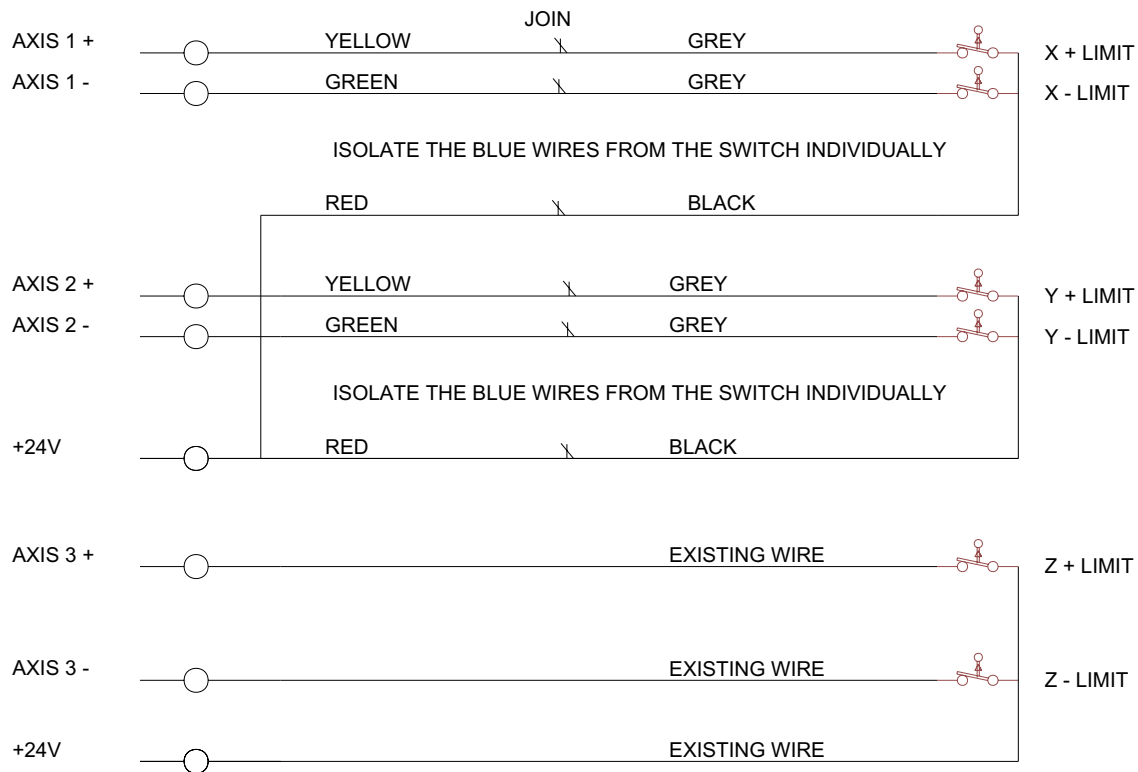 JOIN
AXIS 1 + YELLOW GREY X + LIMIT
AXIS 1 - GREEN GREY X - LIMIT
ISOLATE THE BLUE WIRES FROM THE SWITCH INDIVIDUALLY
RED BLACK
AXIS 2 + YELLOW GREY Y + LIMIT
AXIS 2 - GREEN GREY Y - LIMIT
ISOLATE THE BLUE WIRES FROM THE SWITCH INDIVIDUALLY
+24V RED BLACK
AXIS 3 + EXISTING WIRE Z + LIMIT
AXIS 3 - EXISTING WIRE Z - LIMIT
+24V EXISTING WIRE